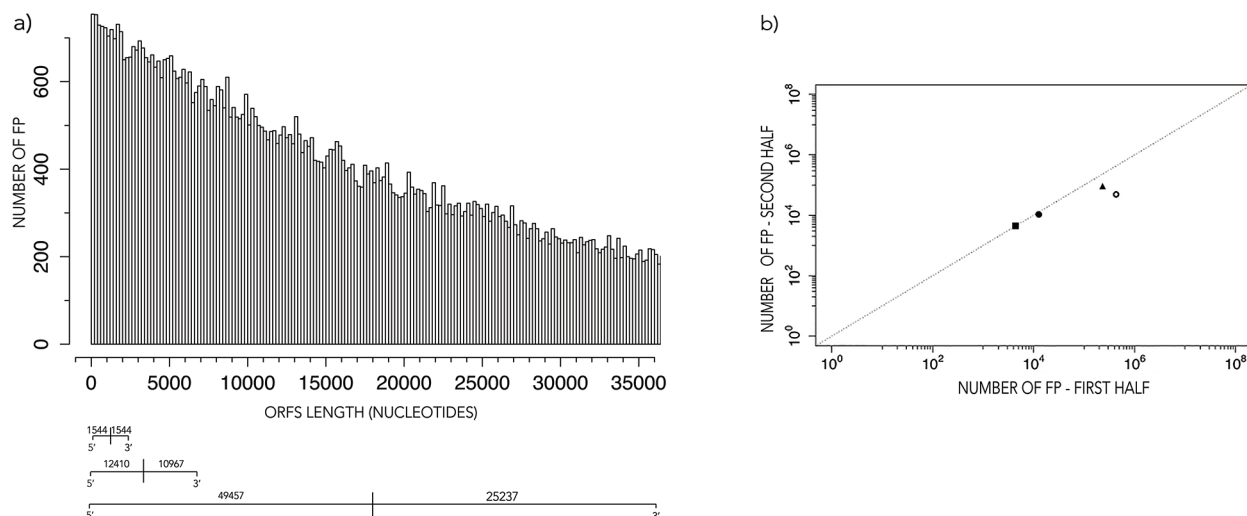 a)
NUMBER OF FP
600
400
200
0
0 5000 10000 15000 20000 25000 30000 35000
ORFS LENGTH (NUCLEOTIDES)
1544 1544
5' 3'
12410 10967
5' 3'
49457 25237
5' 3'
b)
NUMBER OF FP - SECOND HALF
10^8
10^6
10^4
10^2
10^0
10^0 10^2 10^4 10^6 10^8
NUMBER OF FP - FIRST HALF